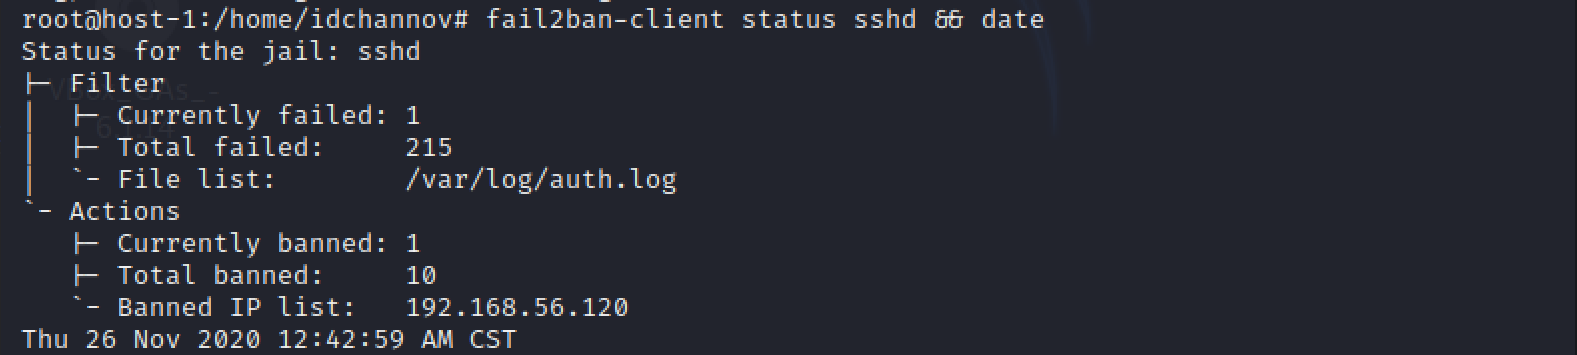 root@host-1:/home/idchannov# fail2ban-client status sshd && date
Status for the jail: sshd
|- Filter
|  |- Currently failed: 1
|  |- Total failed:     215
|  `- File list:        /var/log/auth.log
`- Actions
   |- Currently banned: 1
   |- Total banned:     10
   `- Banned IP list:   192.168.56.120
Thu 26 Nov 2020 12:42:59 AM CST